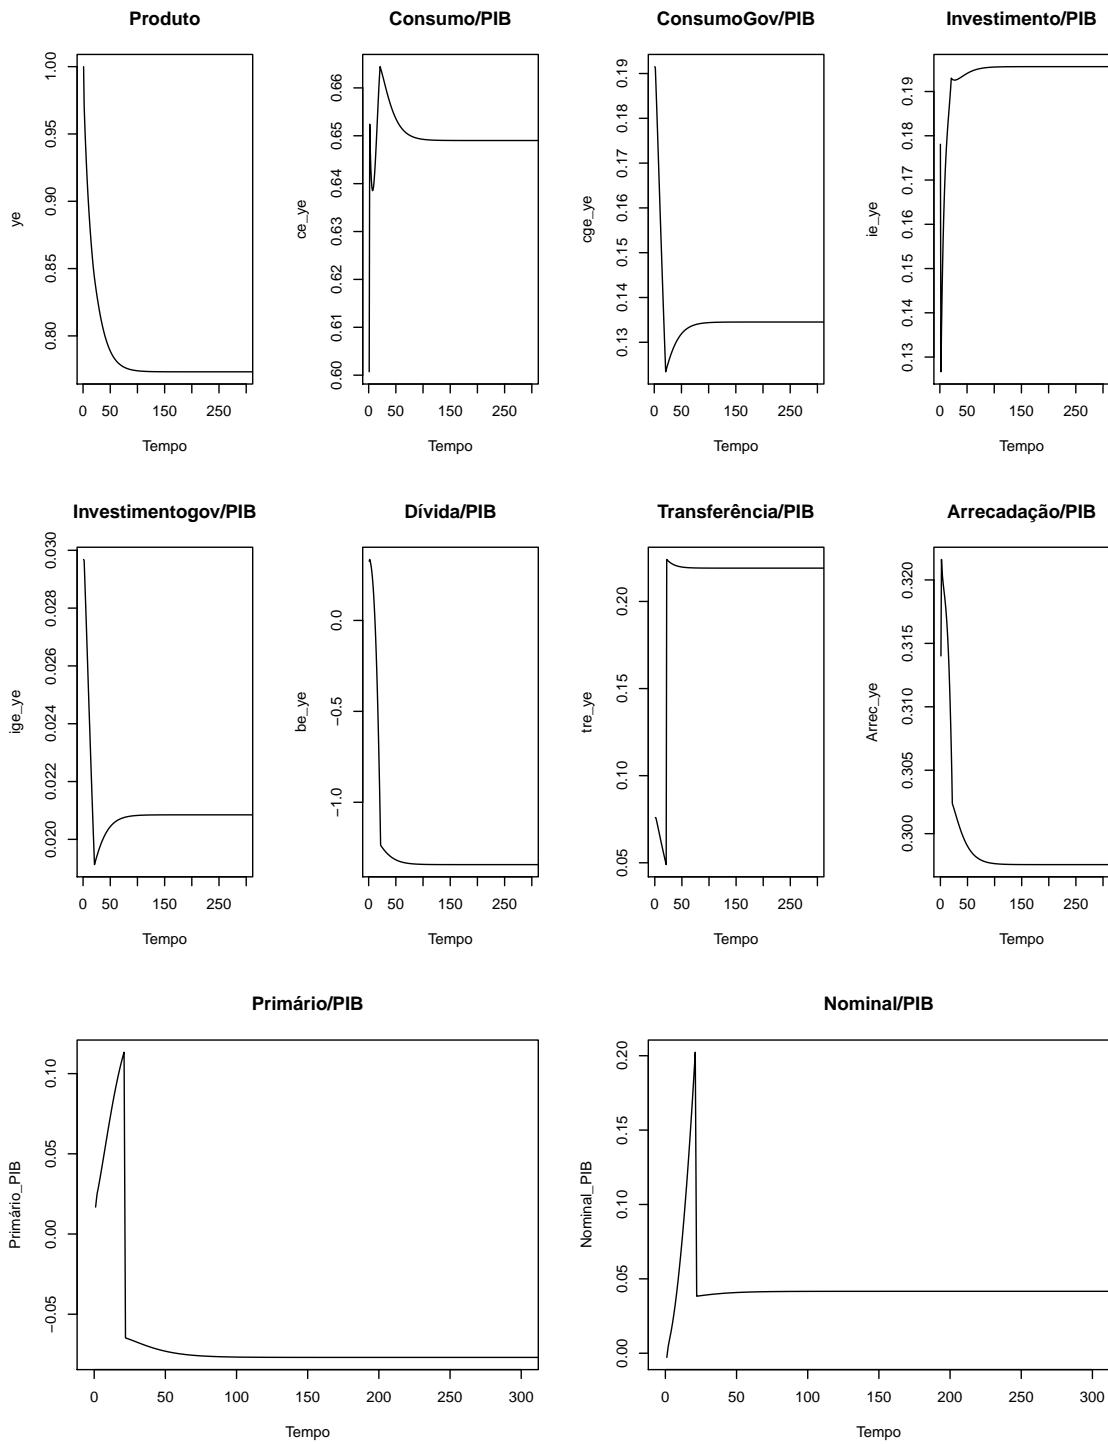 Produto
Consumo/PIB
ConsumoGov/PIB
Investimento/PIB
ye
0.80 0.85 0.90 0.95 1.00
0 50 150 250
Tempo
ce_ye
0.60 0.61 0.62 0.63 0.64 0.65 0.66
0 50 150 250
Tempo
cge_ye
0.13 0.14 0.15 0.16 0.17 0.18 0.19
0 50 150 250
Tempo
ie_ye
0.13 0.14 0.15 0.16 0.17 0.18 0.19
0 50 150 250
Tempo
Investimentogov/PIB
Dívida/PIB
Transferência/PIB
Arrecadação/PIB
ige_ye
0.020 0.022 0.024 0.026 0.028 0.030
0 50 150 250
Tempo
be_ye
−1.0 −0.5 0.0
0 50 150 250
Tempo
tre_ye
0.05 0.10 0.15 0.20
0 50 150 250
Tempo
Arrec_ye
0.300 0.305 0.310 0.315 0.320
0 50 150 250
Tempo
Primário/PIB
Nominal/PIB
Primário_PIB
−0.05 0.00 0.05 0.10
0 50 100 150 200 250 300
Tempo
Nominal_PIB
0.00 0.05 0.10 0.15 0.20
0 50 100 150 200 250 300
Tempo